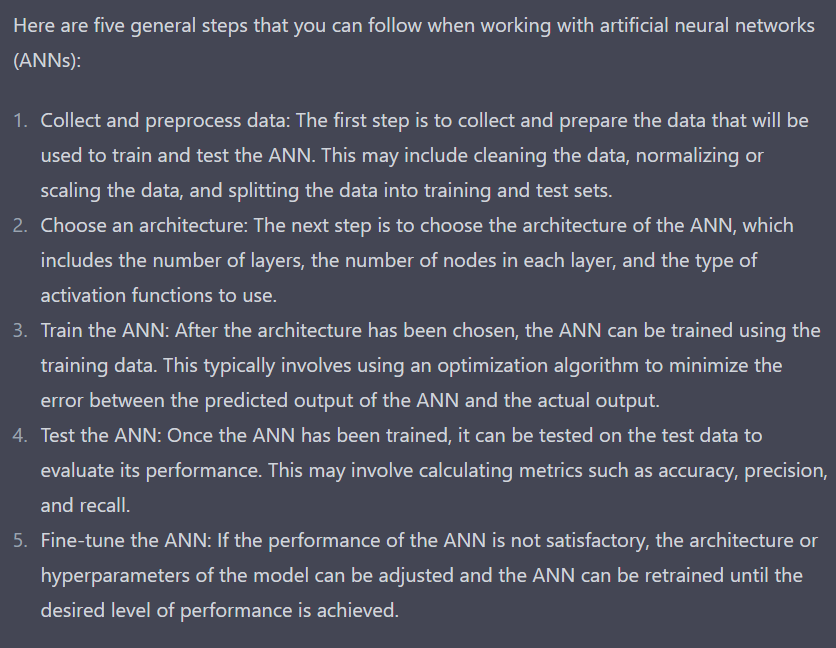 Here are five general steps that you can follow when working with artificial neural networks
(ANNs):
1. Collect and preprocess data: The first step is to collect and prepare the data that will be
used to train and test the ANN. This may include cleaning the data, normalizing or
scaling the data, and splitting the data into training and test sets.
2. Choose an architecture: The next step is to choose the architecture of the ANN, which
includes the number of layers, the number of nodes in each layer, and the type of
activation functions to use.
3. Train the ANN: After the architecture has been chosen, the ANN can be trained using the
training data. This typically involves using an optimization algorithm to minimize the
error between the predicted output of the ANN and the actual output.
4. Test the ANN: Once the ANN has been trained, it can be tested on the test data to
evaluate its performance. This may involve calculating metrics such as accuracy, precision,
and recall.
5. Fine-tune the ANN: If the performance of the ANN is not satisfactory, the architecture or
hyperparameters of the model can be adjusted and the ANN can be retrained until the
desired level of performance is achieved.